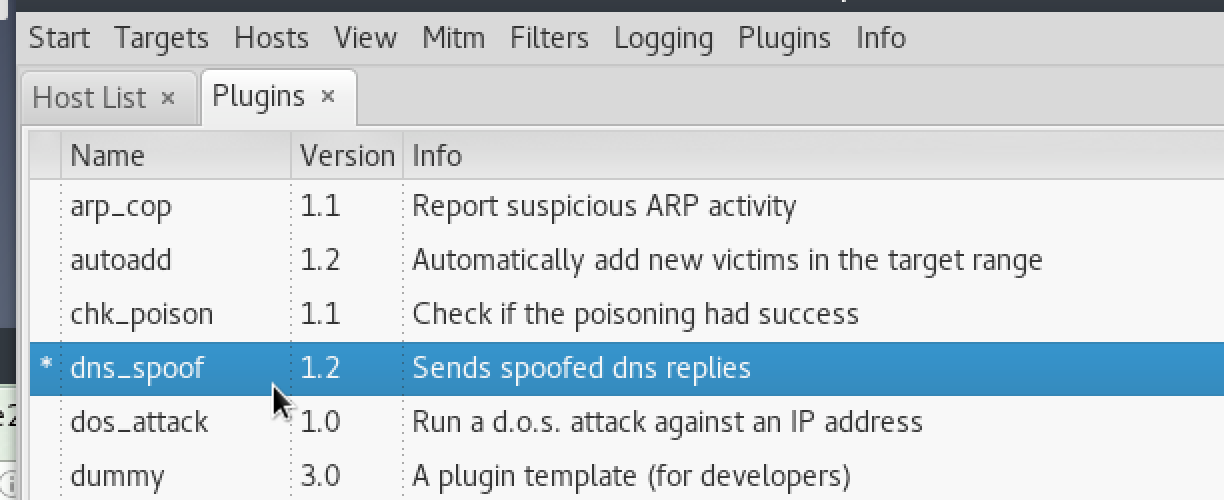 Start Targets Hosts View Mitm Filters Logging Plugins Info
Host List × Plugins ×
Name Version Info
arp_cop 1.1 Report suspicious ARP activity
autoadd 1.2 Automatically add new victims in the target range
chk_poison 1.1 Check if the poisoning had success
* dns_spoof 1.2 Sends spoofed dns replies
dos_attack 1.0 Run a d.o.s. attack against an IP address
dummy 3.0 A plugin template (for developers)